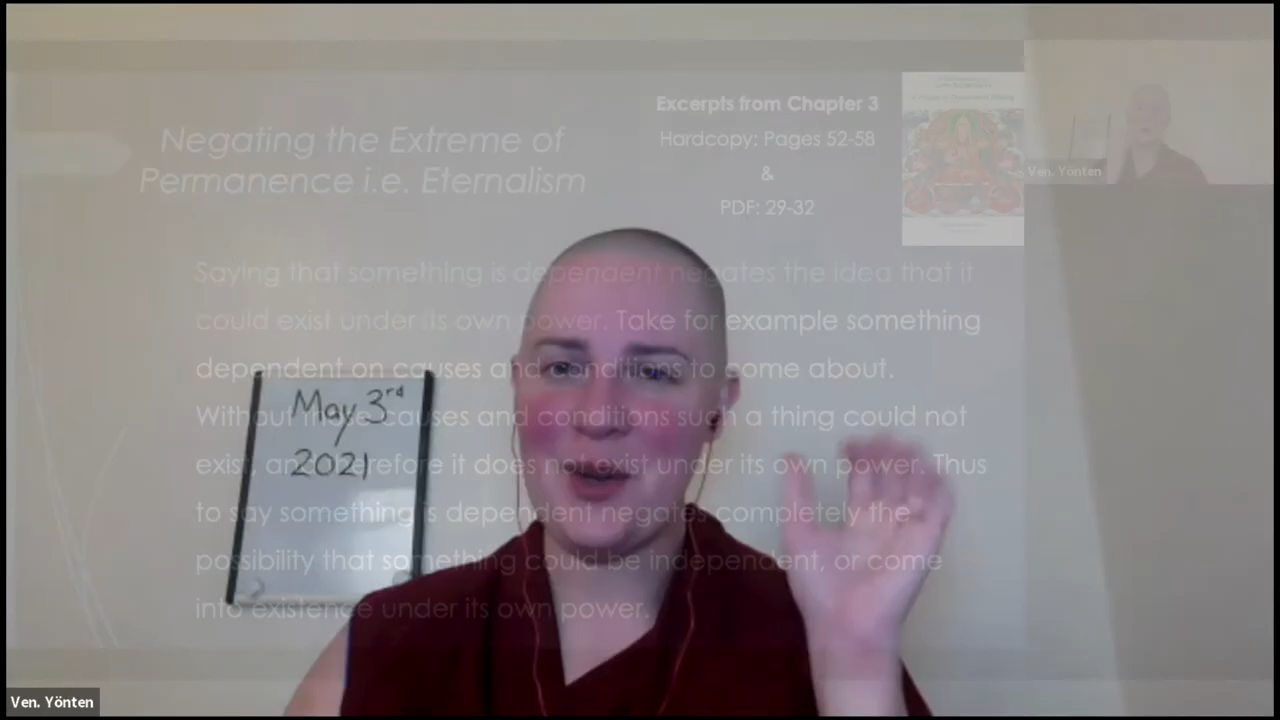 Negating the Extreme of
Permanence i.e. Eternalism
Excerpts from Chapter 3
Hardcopy: Pages 52-58
&
PDF: 29-32
Ven. Yönten
Saying that something is dependent negates the idea that it
could exist under its own power. Take for example something
dependent on causes and conditions to come about.
Without those causes and conditions such a thing could not
exist, and therefore it does not exist under its own power. Thus
to say something is dependent negates completely the
possibility that something could be independent, or come
into existence under its own power.
May 3rd
2021
Ven. Yönten